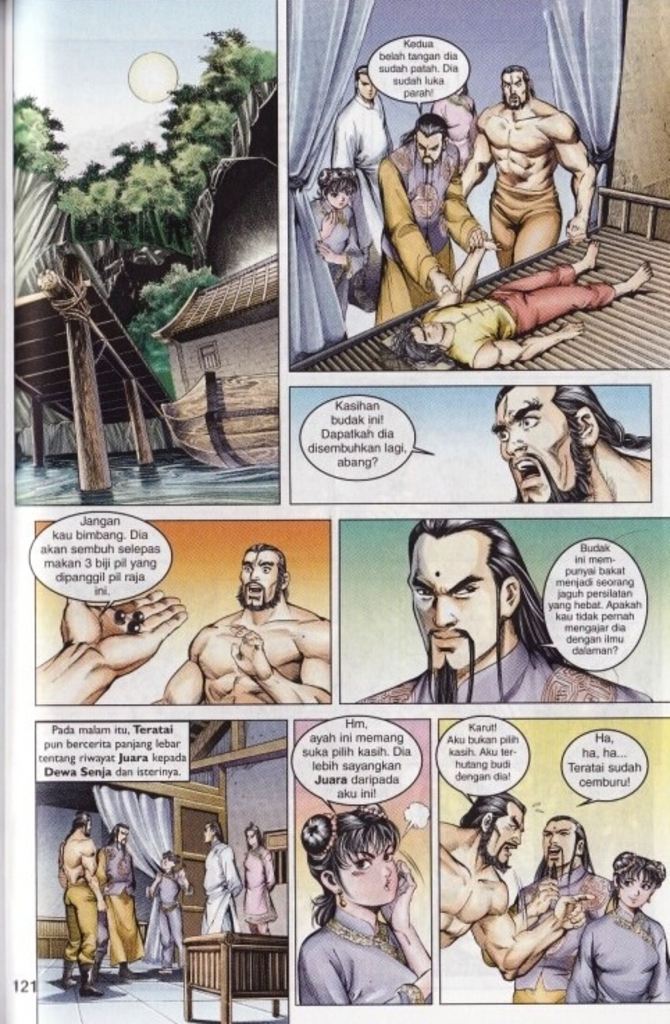 Kedua
belah tangan dia
sudah patah. Dia
sudah luka
parah!
Kasihan
budak ini!
Dapatkah dia
disembuhkan lagi,
abang?
Jangan
kau bimbang. Dia
akan sembuh selepas
makan 3 biji pil yang
dipanggil pil raja
ini.
Budak
ini mem-
punyai bakat
menjadi seorang
jaguh persilatan
yang hebat. Apakah
kau tidak pernah
mengajar dia
dengan ilmu
dalaman?
Pada malam itu, Teratai
pun bercerita panjang lebar
tentang riwayat Juara kepada
Dewa Senja dan isterinya.
Hm,
ayah ini memang
suka pilih kasih. Dia
lebih sayangkan
Juara daripada
aku ini!
Karut!
Aku bukan pilih
kasih. Aku ter-
hutang budi
dengan dia!
Ha,
ha, ha...
Teratai sudah
cemburu!
121